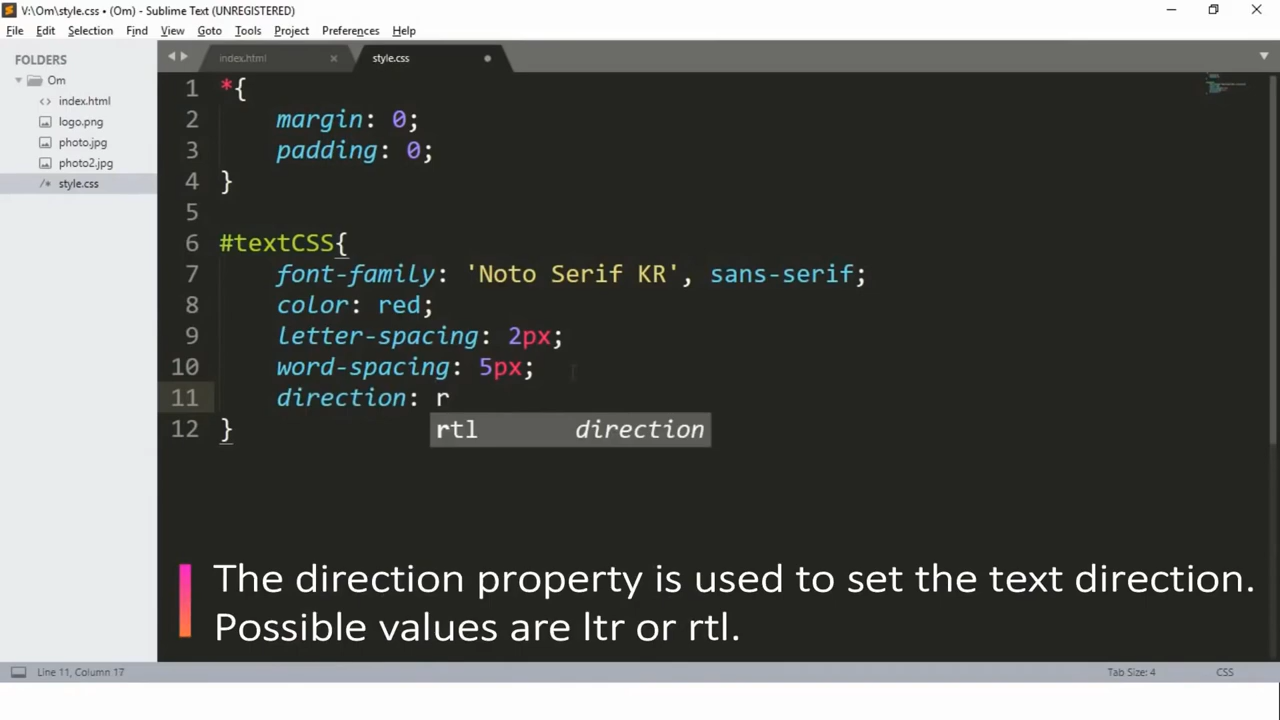 V:\Om\style.css • (Om) - Sublime Text (UNREGISTERED)
File Edit Selection Find View Goto Tools Project Preferences Help
FOLDERS
Om
index.html
logo.png
photo.jpg
photo2.jpg
style.css
index.html style.css
1 *{
2 margin: 0;
3 padding: 0;
4 }
5
6 #textCSS{
7 font-family: 'Noto Serif KR', sans-serif;
8 color: red;
9 letter-spacing: 2px;
10 word-spacing: 5px;
11 direction: r
rtl direction
12 }
The direction property is used to set the text direction.
Possible values are ltr or rtl.
Line 11, Column 17 Tab Size: 4 CSS